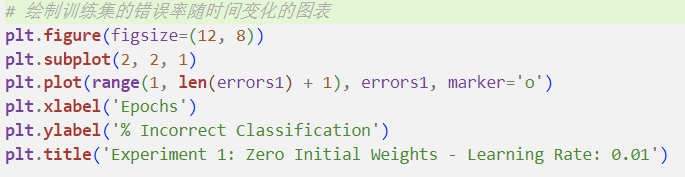 # 绘制训练集的错误率随时间变化的图表
plt.figure(figsize=(12, 8))
plt.subplot(2, 2, 1)
plt.plot(range(1, len(errors1) + 1), errors1, marker='o')
plt.xlabel('Epochs')
plt.ylabel('% Incorrect Classification')
plt.title('Experiment 1: Zero Initial Weights - Learning Rate: 0.01')